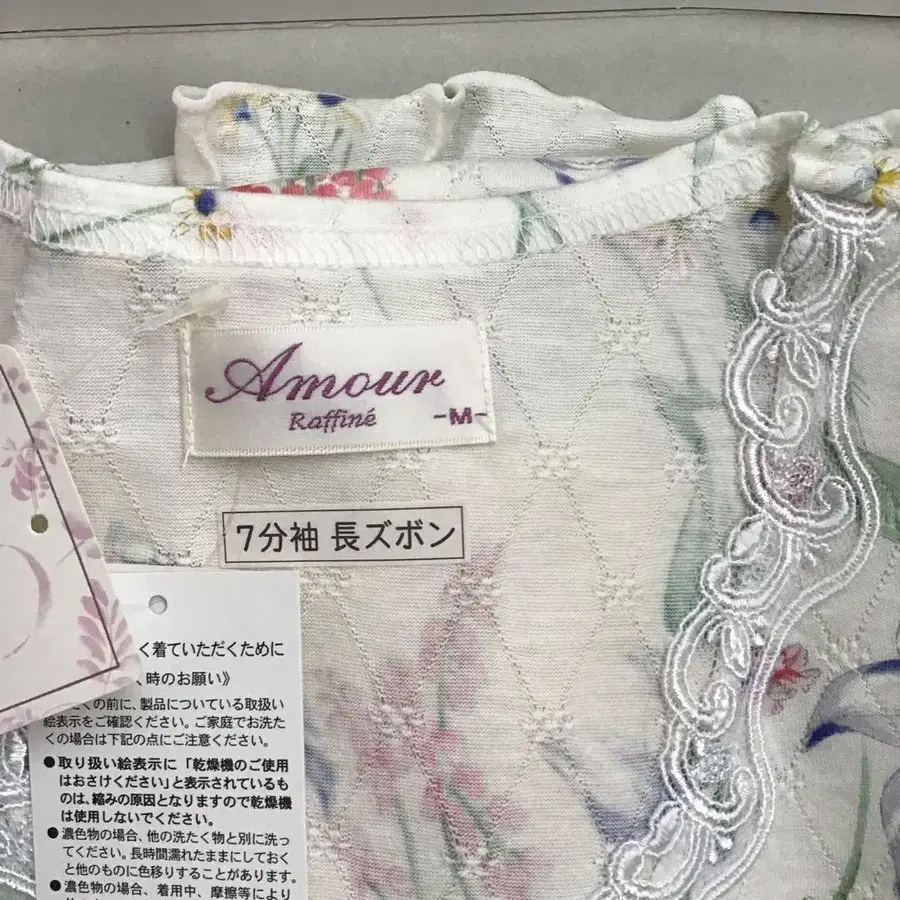 Amour
Raffiné
-M-
7分袖 長ズボン
く着ていただくために
時のお願い》
くの前に、製品についている取扱い
絵表示をご確認ください。ご家庭でお洗た
くの場合は下記の点にご注意ください。
●取り扱い絵表示に「乾燥機のご使用
はおさけください」と表示されているも
のは、縮みの原因となりますので乾燥機
は使用しないでください。
●濃色物の場合、他の洗たく物と別に洗っ
てください。長時間濡れたままにしておく
と他のものに色移りすることがあります。
●濃色物の場合、着用中、摩擦等により